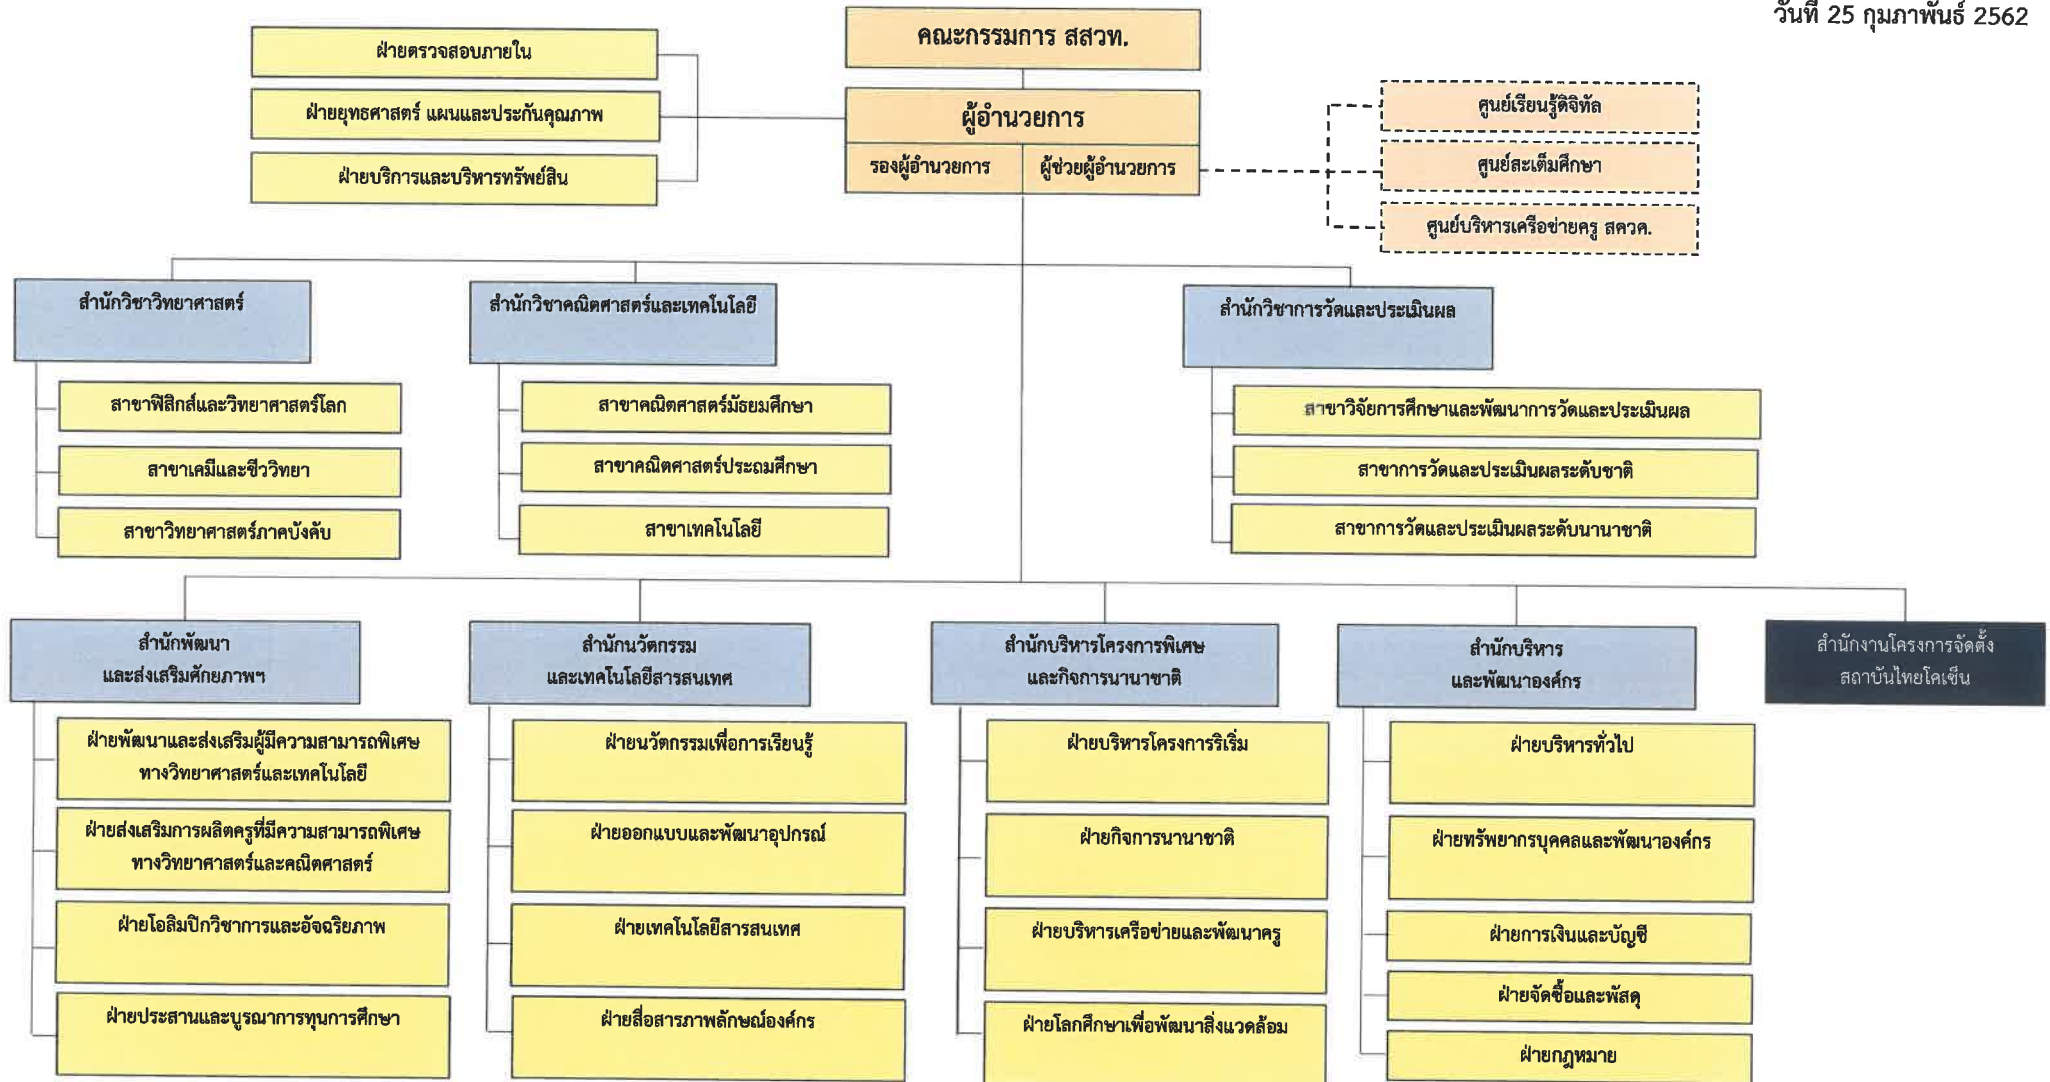 วันที่ 25 กุมภาพันธ์ 2562
คณะกรรมการ สสวท.
ฝ่ายตรวจสอบภายใน
ฝ่ายยุทธศาสตร์ แผนและประกันคุณภาพ
ฝ่ายบริการและบริหารทรัพย์สิน
ผู้อำนวยการ
รองผู้อำนวยการ
ผู้ช่วยผู้อำนวยการ
ศูนย์เรียนรู้ดิจิทัล
ศูนย์สะเต็มศึกษา
ศูนย์บริหารเครือข่ายครู สควค.
สำนักวิชาวิทยาศาสตร์
สาขาฟิสิกส์และวิทยาศาสตร์โลก
สาขาเคมีและชีววิทยา
สาขาวิทยาศาสตร์ภาคบังคับ
สำนักวิชาคณิตศาสตร์และเทคโนโลยี
สาขาคณิตศาสตร์มัธยมศึกษา
สาขาคณิตศาสตร์ประถมศึกษา
สาขาเทคโนโลยี
สำนักวิชาการวัดและประเมินผล
สาขาวิจัยการศึกษาและพัฒนาการวัดและประเมินผล
สาขาการวัดและประเมินผลระดับชาติ
สาขาการวัดและประเมินผลระดับนานาชาติ
สำนักพัฒนา
และส่งเสริมศักยภาพฯ
ฝ่ายพัฒนาและส่งเสริมผู้มีความสามารถพิเศษ
ทางวิทยาศาสตร์และเทคโนโลยี
ฝ่ายส่งเสริมการผลิตครูที่มีความสามารถพิเศษ
ทางวิทยาศาสตร์และคณิตศาสตร์
ฝ่ายโอลิมปิกวิชาการและอัจฉริยภาพ
ฝ่ายประสานและบูรณาการทุนการศึกษา
สำนักนวัตกรรม
และเทคโนโลยีสารสนเทศ
ฝ่ายนวัตกรรมเพื่อการเรียนรู้
ฝ่ายออกแบบและพัฒนาอุปกรณ์
ฝ่ายเทคโนโลยีสารสนเทศ
ฝ่ายสื่อสารภาพลักษณ์องค์กร
สำนักบริหารโครงการพิเศษ
และกิจการนานาชาติ
ฝ่ายบริหารโครงการริเริ่ม
ฝ่ายกิจการนานาชาติ
ฝ่ายบริหารเครือข่ายและพัฒนาครู
ฝ่ายโลกศึกษาเพื่อพัฒนาสิ่งแวดล้อม
สำนักบริหาร
และพัฒนาองค์กร
ฝ่ายบริหารทั่วไป
ฝ่ายทรัพยากรบุคคลและพัฒนาองค์กร
ฝ่ายการเงินและบัญชี
ฝ่ายจัดซื้อและพัสดุ
ฝ่ายกฎหมาย
สำนักงานโครงการจัดตั้ง
สถาบันไทยโคเซ็น